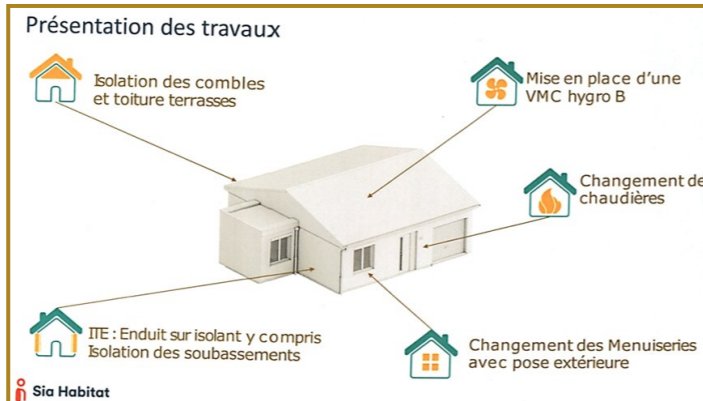 Présentation des travaux
Isolation des combles
et toiture terrasses
Mise en place d'une
VMC hygro B
Changement de
chaudières
ITE : Enduit sur isolant y compris
Isolation des soubassements
Changement des Menuiseries
avec pose extérieure
Sia Habitat